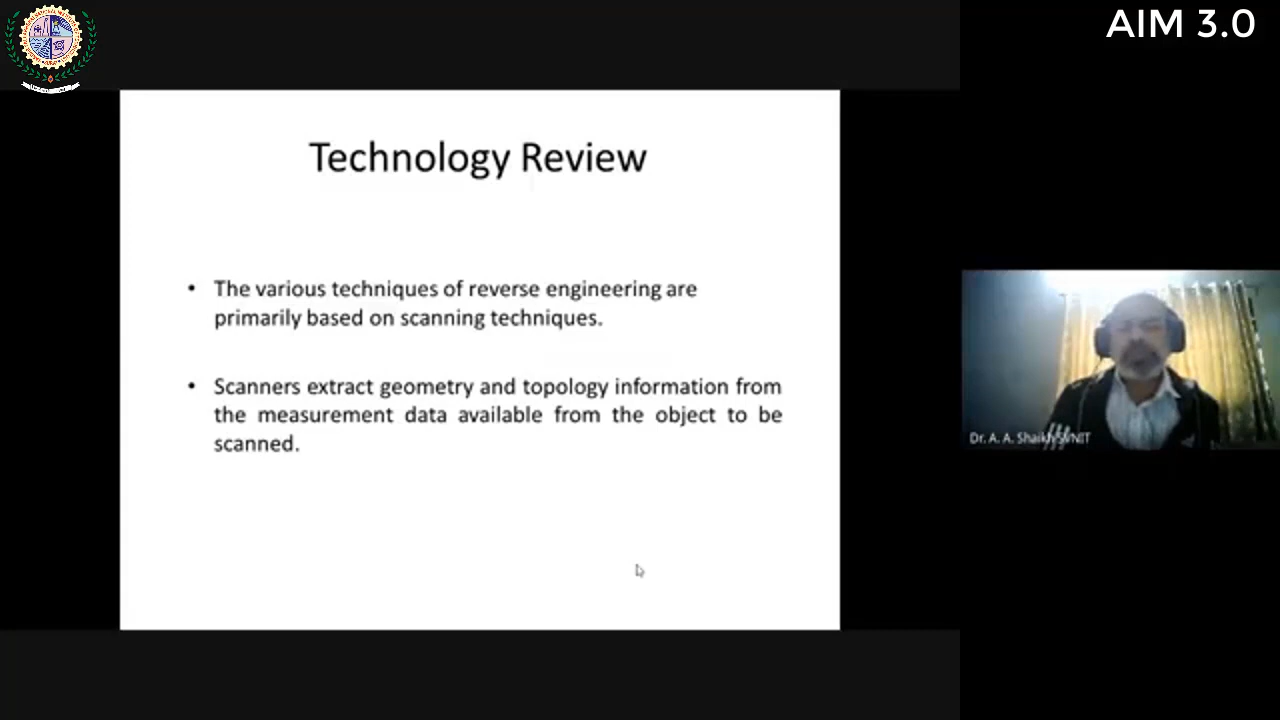 AIM 3.0
Technology Review
• The various techniques of reverse engineering are
primarily based on scanning techniques.
• Scanners extract geometry and topology information from
the measurement data available from the object to be
scanned.
Dr. A. A. Shaikh SVNIT